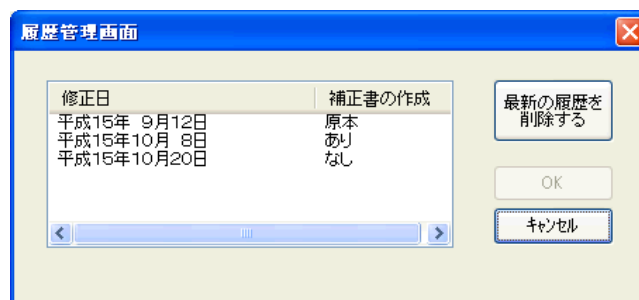 履歴管理画面
修正日 補正書の作成
平成15年 9月12日 原本
平成15年10月 8日 あり
平成15年10月20日 なし
最新の履歴を
削除する
OK
キャンセル